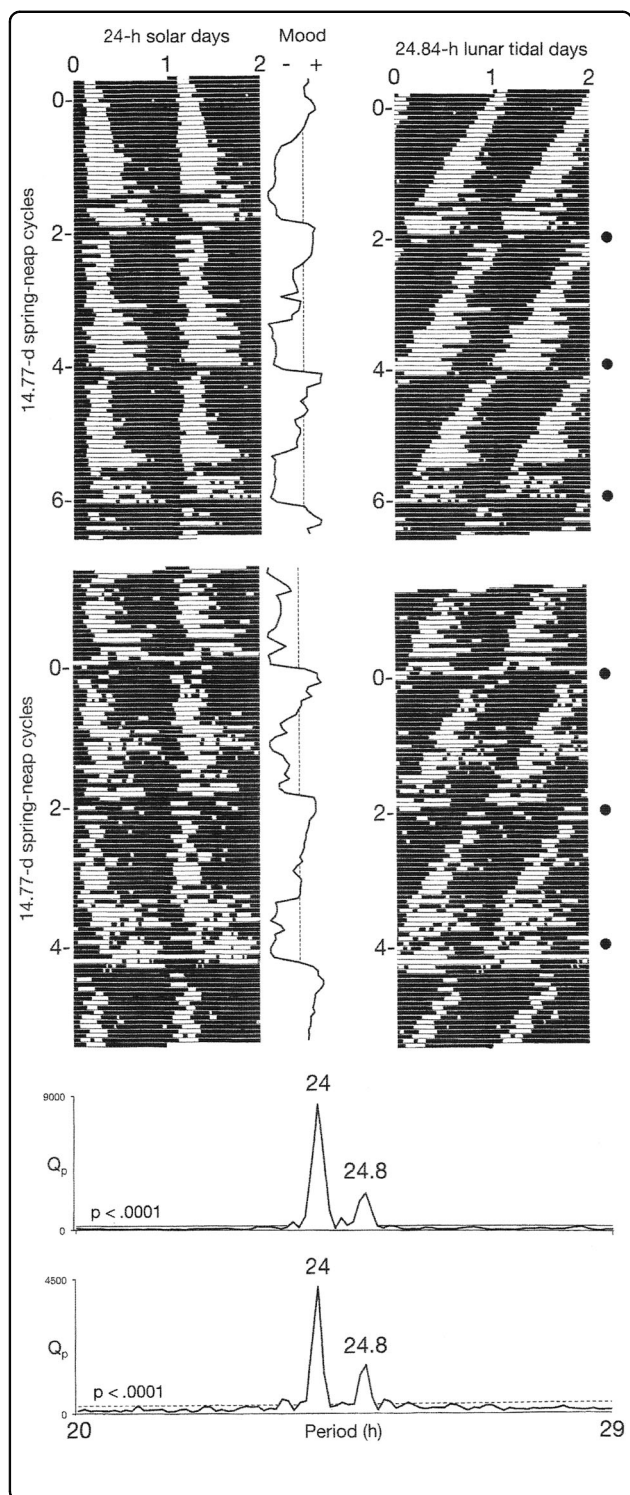 24-h solar days
Mood
24.84-h lunar tidal days
0 1 2
- +
0 1 2
14.77-d spring-neap cycles
0-
2-
4-
6-
0-
2-
4-
6-
14.77-d spring-neap cycles
0-
2-
4-
0-
2-
4-
9000
Qp
0
24
24.8
p < .0001
4500
Qp
0
24
24.8
p < .0001
20
Period (h)
29